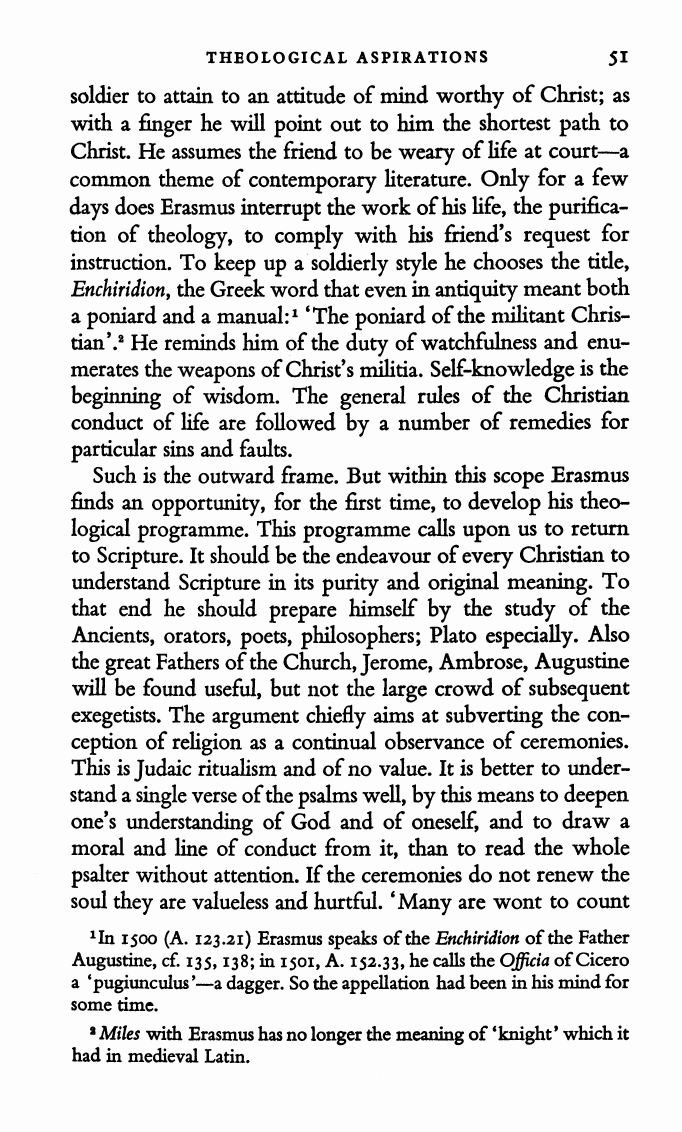 THEOLOGICAL ASPIRATIONS 51
soldier to attain to an attitude of mind worthy of Christ; as
with a finger he will point out to him the shortest path to
Christ. He assumes the friend to be weary of life at court—a
common theme of contemporary literature. Only for a few
days does Erasmus interrupt the work of his life, the purifica-
tion of theology, to comply with his friend's request for
instruction. To keep up a soldierly style he chooses the title,
Enchiridion, the Greek word that even in antiquity meant both
a poniard and a manual:¹ 'The poniard of the militant Chris-
tian'.² He reminds him of the duty of watchfulness and enu-
merates the weapons of Christ's militia. Self-knowledge is the
beginning of wisdom. The general rules of the Christian
conduct of life are followed by a number of remedies for
particular sins and faults.
Such is the outward frame. But within this scope Erasmus
finds an opportunity, for the first time, to develop his theo-
logical programme. This programme calls upon us to return
to Scripture. It should be the endeavour of every Christian to
understand Scripture in its purity and original meaning. To
that end he should prepare himself by the study of the
Ancients, orators, poets, philosophers; Plato especially. Also
the great Fathers of the Church, Jerome, Ambrose, Augustine
will be found useful, but not the large crowd of subsequent
exegetists. The argument chiefly aims at subverting the con-
ception of religion as a continual observance of ceremonies.
This is Judaic ritualism and of no value. It is better to under-
stand a single verse of the psalms well, by this means to deepen
one's understanding of God and of oneself, and to draw a
moral and line of conduct from it, than to read the whole
psalter without attention. If the ceremonies do not renew the
soul they are valueless and hurtful. 'Many are wont to count
¹In 1500 (A. 123.21) Erasmus speaks of the Enchiridion of the Father
Augustine, cf. 135, 138; in 1501, A. 152.33, he calls the Officia of Cicero
a 'pugiunculus'—a dagger. So the appellation had been in his mind for
some time.
²Miles with Erasmus has no longer the meaning of 'knight' which it
had in medieval Latin.